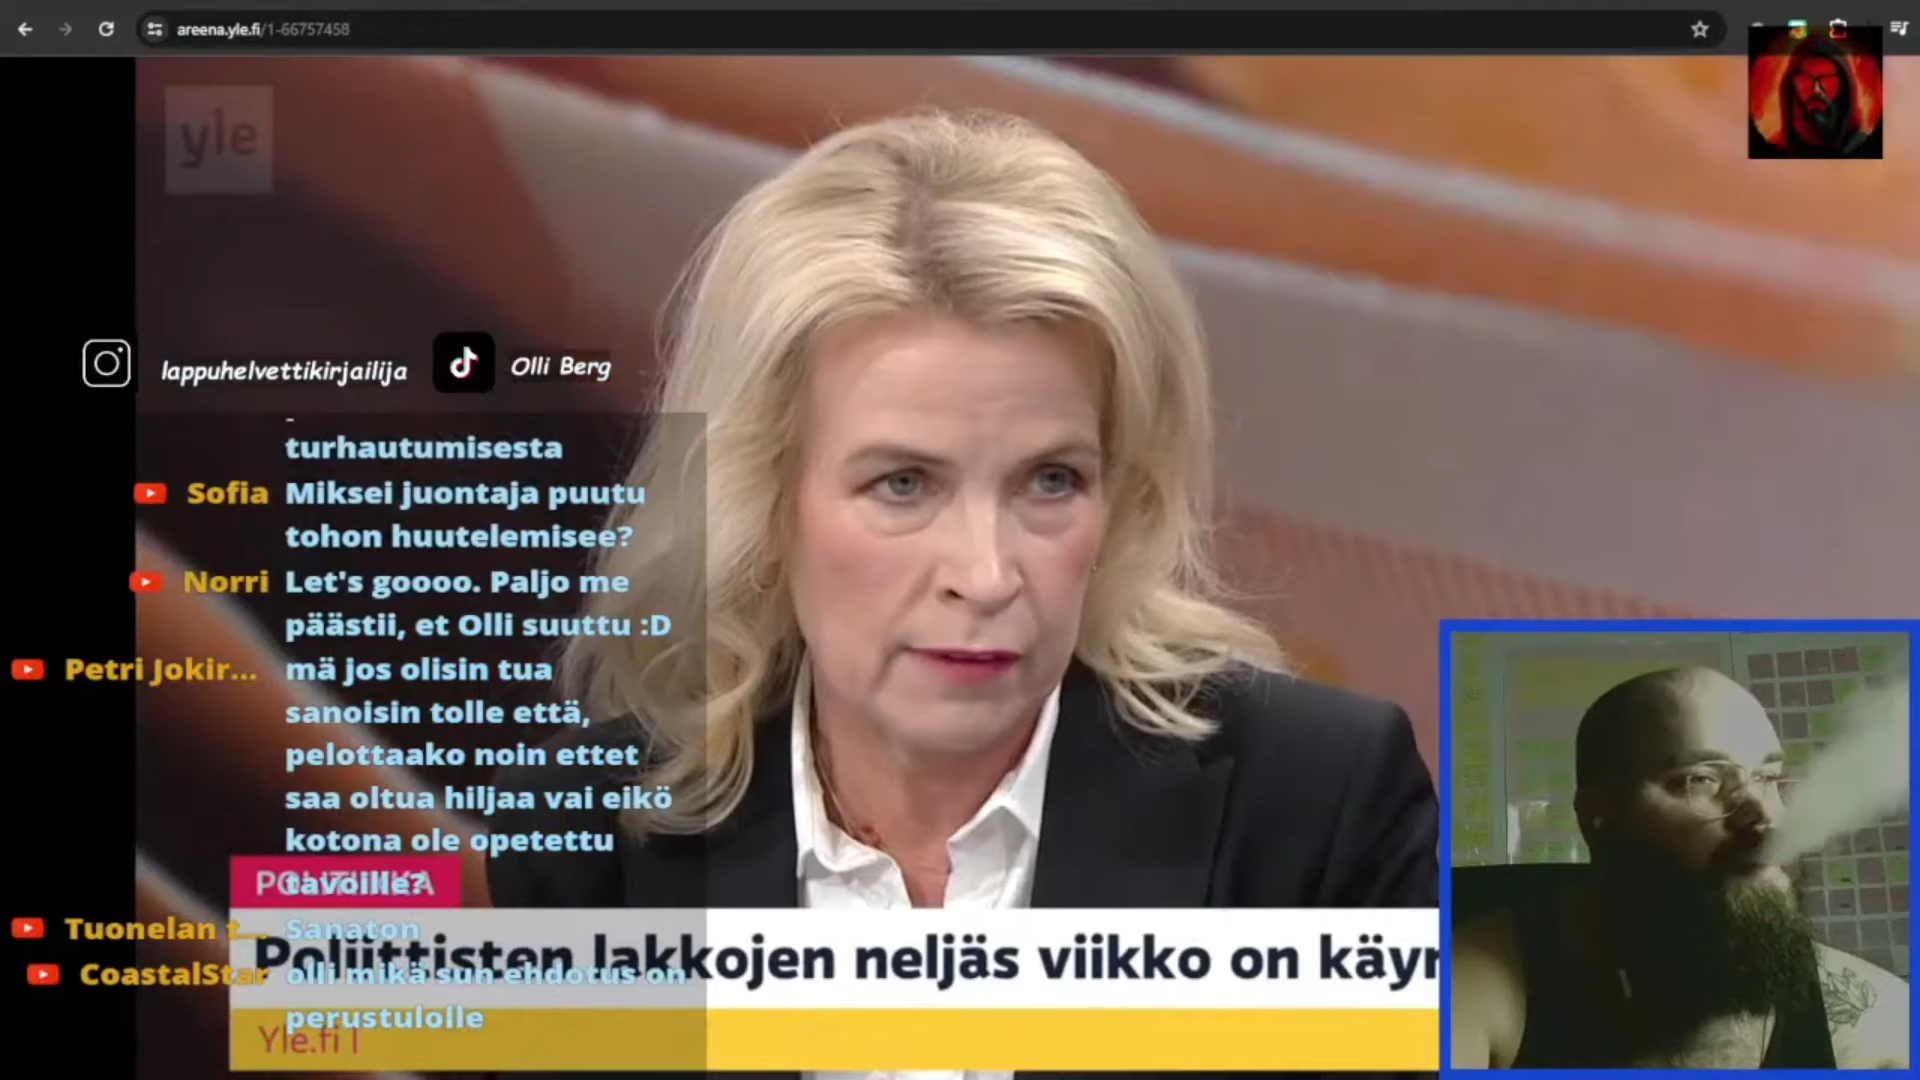 areena.yle.fi/1-66757458
yle
lappuhelvettikirjailija
Olli Berg
turhautumisesta
Sofia Miksei juontaja puutu
tohon huutelemisee?
Norri Let's goooo. Paljo me
päästii, et Olli suuttu :D
Petri Jokir... mä jos olisin tua
sanoisin tolle että,
pelottaako noin ettet
saa oltua hiljaa vai eikö
kotona ole opetettu
tavoille?
POLITIIKKA
Tuonelan t... Sanaton
Poliittisten lakkojen neljäs viikko on käyn
CoastalStar olli mikä sun ehdotus on
perustulolle
Yle.fi |